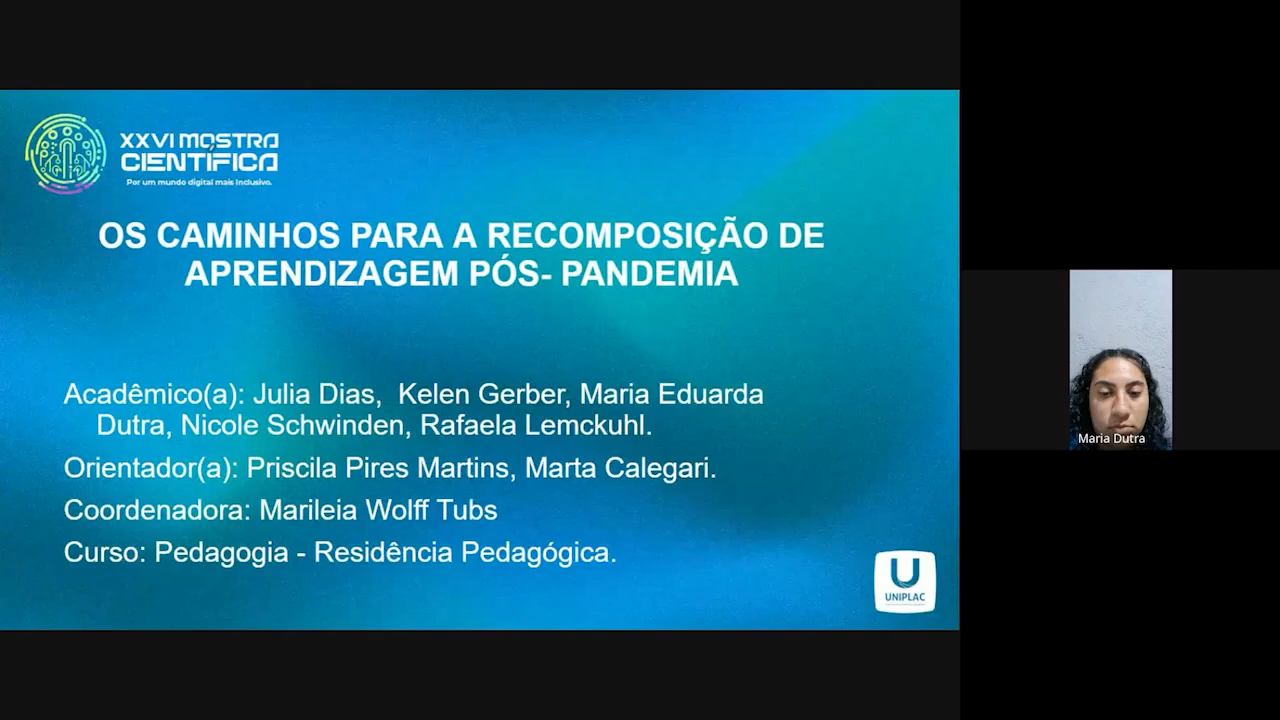 XXVI MOSTRA
CIENTÍFICA
Por um mundo digital mais inclusivo.
OS CAMINHOS PARA A RECOMPOSIÇÃO DE
APRENDIZAGEM PÓS- PANDEMIA
Acadêmico(a): Julia Dias,  Kelen Gerber, Maria Eduarda
Dutra, Nicole Schwinden, Rafaela Lemckuhl.
Orientador(a): Priscila Pires Martins, Marta Calegari.
Coordenadora: Marileia Wolff Tubs
Curso: Pedagogia - Residência Pedagógica.
U
UNIPLAC
Maria Dutra